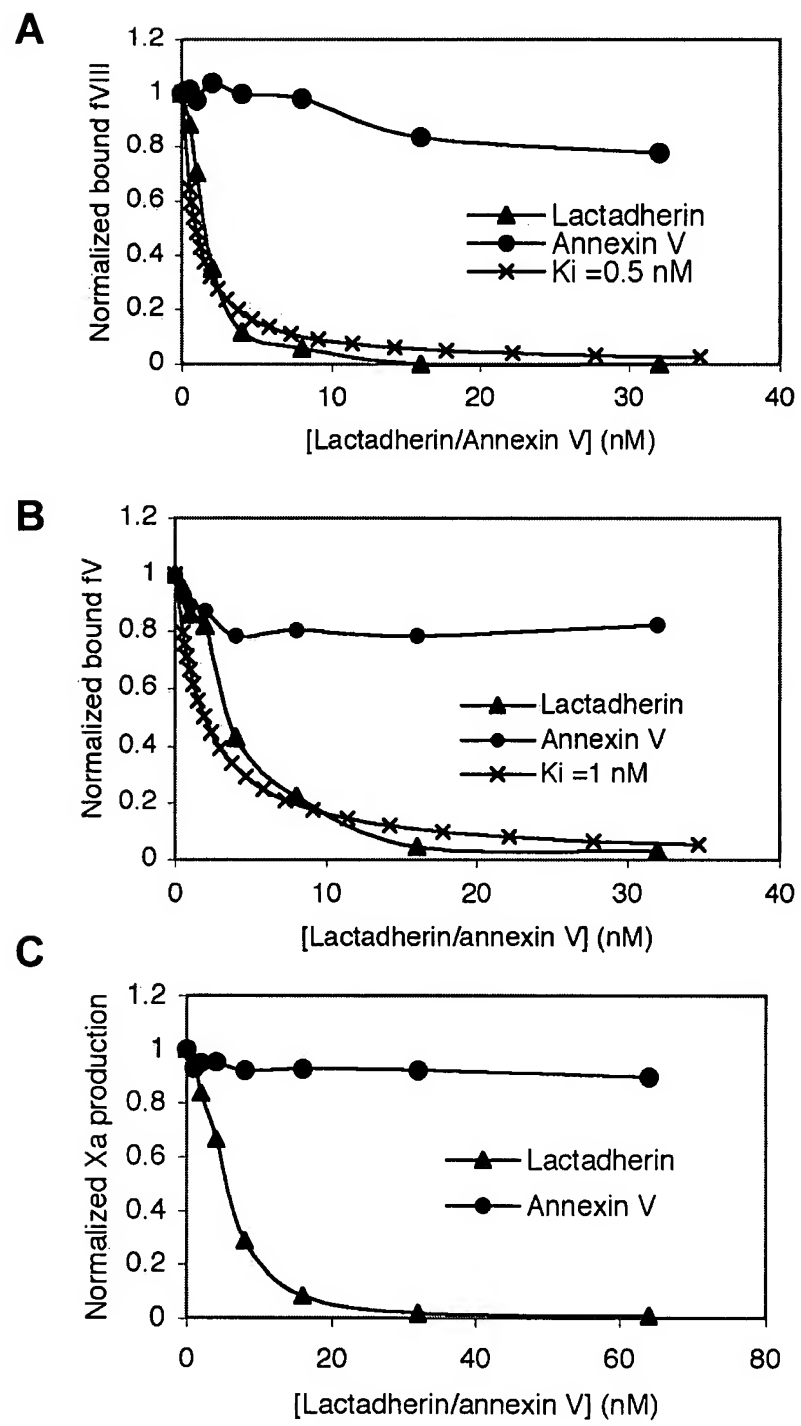 A
Normalized bound fVIII
1.2
1
0.8
0.6
0.4
0.2
0
Lactadherin
Annexin V
Ki =0.5 nM
0 10 20 30 40
[Lactadherin/Annexin V] (nM)
B
Normalized bound fV
1.2
1
0.8
0.6
0.4
0.2
0
Lactadherin
Annexin V
Ki =1 nM
0 10 20 30 40
[Lactadherin/annexin V] (nM)
C
Normalized Xa production
1.2
1
0.8
0.6
0.4
0.2
0
Lactadherin
Annexin V
0 20 40 60 80
[Lactadherin/annexin V] (nM)